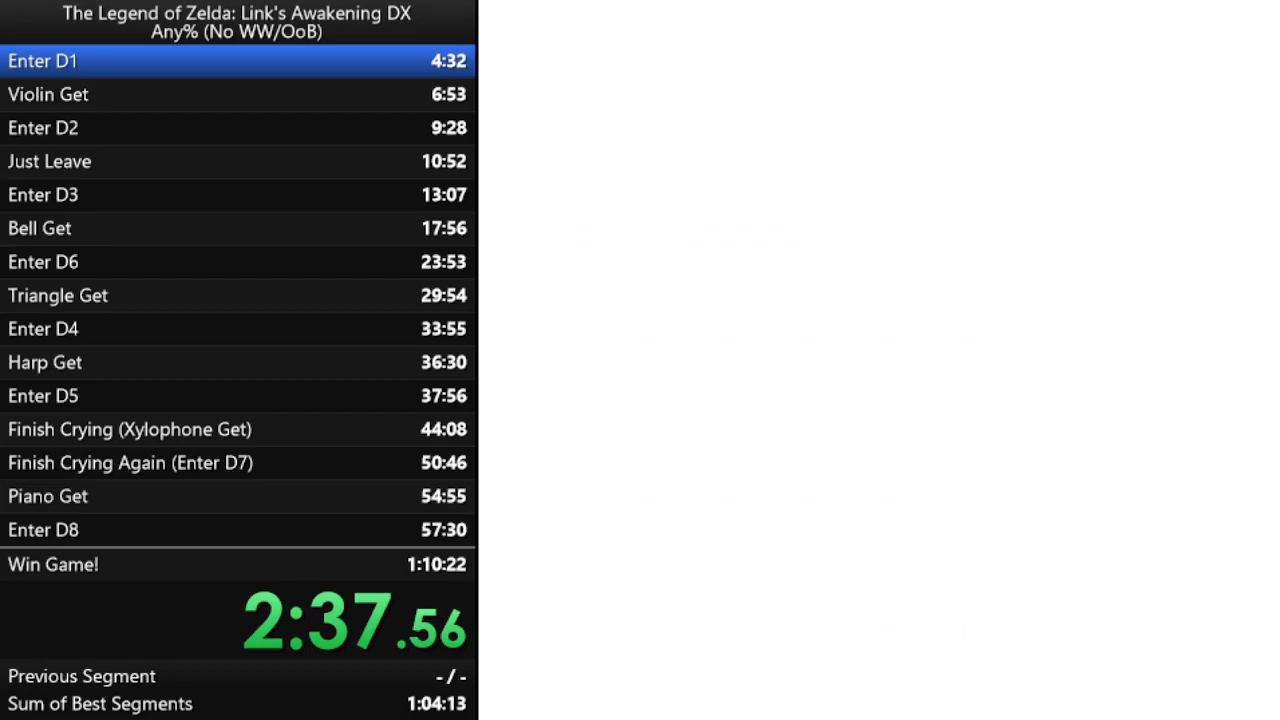 The Legend of Zelda: Link's Awakening DX
Any% (No WW/OoB)
Enter D1 4:32
Violin Get 6:53
Enter D2 9:28
Just Leave 10:52
Enter D3 13:07
Bell Get 17:56
Enter D6 23:53
Triangle Get 29:54
Enter D4 33:55
Harp Get 36:30
Enter D5 37:56
Finish Crying (Xylophone Get) 44:08
Finish Crying Again (Enter D7) 50:46
Piano Get 54:55
Enter D8 57:30
Win Game! 1:10:22
2:37.56
Previous Segment - / -
Sum of Best Segments 1:04:13